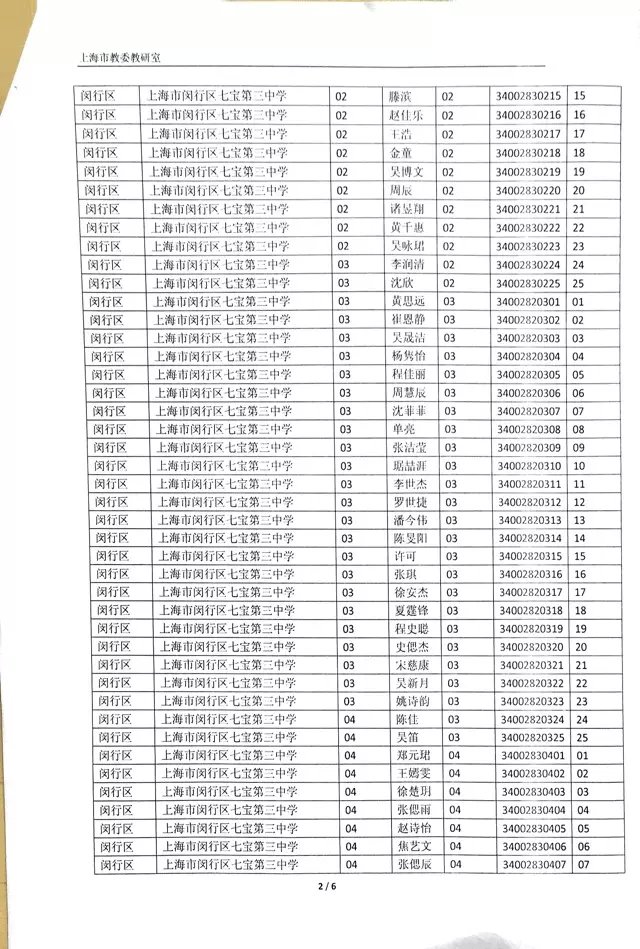 上海市教委教研室
闵行区 上海市闵行区七宝第三中学 02 滕滨 02 34002830215 15
闵行区 上海市闵行区七宝第三中学 02 赵佳乐 02 34002830216 16
闵行区 上海市闵行区七宝第三中学 02 王浩 02 34002830217 17
闵行区 上海市闵行区七宝第三中学 02 金童 02 34002830218 18
闵行区 上海市闵行区七宝第三中学 02 吴博文 02 34002830219 19
闵行区 上海市闵行区七宝第三中学 02 周辰 02 34002830220 20
闵行区 上海市闵行区七宝第三中学 02 诸昱翔 02 34002830221 21
闵行区 上海市闵行区七宝第三中学 02 黄千惠 02 34002830222 22
闵行区 上海市闵行区七宝第三中学 02 吴咏珺 02 34002830223 23
闵行区 上海市闵行区七宝第三中学 03 李润清 02 34002830224 24
闵行区 上海市闵行区七宝第三中学 03 沈欣 02 34002830225 25
闵行区 上海市闵行区七宝第三中学 03 黄思远 03 34002820301 01
闵行区 上海市闵行区七宝第三中学 03 崔恩静 03 34002820302 02
闵行区 上海市闵行区七宝第三中学 03 吴晟洁 03 34002820303 03
闵行区 上海市闵行区七宝第三中学 03 杨隽怡 03 34002820304 04
闵行区 上海市闵行区七宝第三中学 03 程佳丽 03 34002820305 05
闵行区 上海市闵行区七宝第三中学 03 周慧辰 03 34002820306 06
闵行区 上海市闵行区七宝第三中学 03 沈菲菲 03 34002820307 07
闵行区 上海市闵行区七宝第三中学 03 单亮 03 34002820308 08
闵行区 上海市闵行区七宝第三中学 03 张洁莹 03 34002820309 09
闵行区 上海市闵行区七宝第三中学 03 琚喆涯 03 34002820310 10
闵行区 上海市闵行区七宝第三中学 03 李世杰 03 34002820311 11
闵行区 上海市闵行区七宝第三中学 03 罗世捷 03 34002820312 12
闵行区 上海市闵行区七宝第三中学 03 潘今伟 03 34002820313 13
闵行区 上海市闵行区七宝第三中学 03 陈旻阳 03 34002820314 14
闵行区 上海市闵行区七宝第三中学 03 许可 03 34002820315 15
闵行区 上海市闵行区七宝第三中学 03 张琪 03 34002820316 16
闵行区 上海市闵行区七宝第三中学 03 徐安杰 03 34002820317 17
闵行区 上海市闵行区七宝第三中学 03 夏霆锋 03 34002820318 18
闵行区 上海市闵行区七宝第三中学 03 程史聪 03 34002820319 19
闵行区 上海市闵行区七宝第三中学 03 史偲杰 03 34002820320 20
闵行区 上海市闵行区七宝第三中学 03 宋慈康 03 34002820321 21
闵行区 上海市闵行区七宝第三中学 03 吴新月 03 34002820322 22
闵行区 上海市闵行区七宝第三中学 03 姚诗韵 03 34002820323 23
闵行区 上海市闵行区七宝第三中学 04 陈佳 03 34002820324 24
闵行区 上海市闵行区七宝第三中学 04 吴笛 03 34002820325 25
闵行区 上海市闵行区七宝第三中学 04 郑元珺 04 34002830401 01
闵行区 上海市闵行区七宝第三中学 04 王嫣雯 04 34002830402 02
闵行区 上海市闵行区七宝第三中学 04 徐楚玥 04 34002830403 03
闵行区 上海市闵行区七宝第三中学 04 张偲雨 04 34002830404 04
闵行区 上海市闵行区七宝第三中学 04 赵诗怡 04 34002830405 05
闵行区 上海市闵行区七宝第三中学 04 焦艺文 04 34002830406 06
闵行区 上海市闵行区七宝第三中学 04 张偲辰 04 34002830407 07
2 / 6